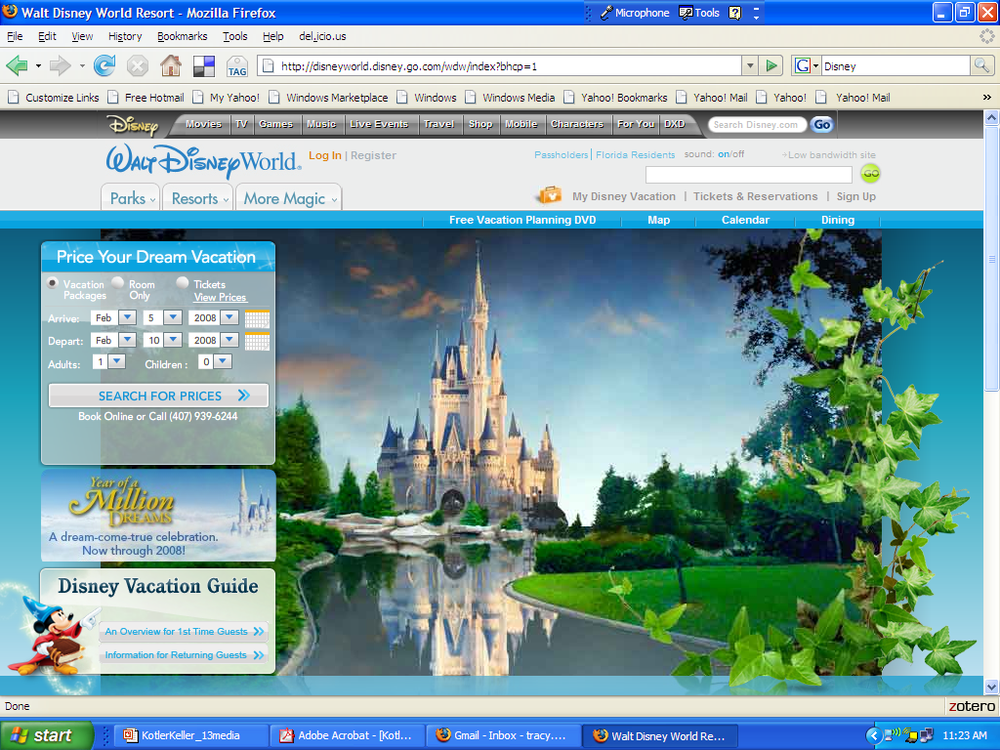 Walt Disney World Resort - Mozilla Firefox
Microphone Tools ?
File Edit View History Bookmarks Tools Help del.icio.us
TAG http://disneyworld.disney.go.com/wdw/index?bhcp=1 G Disney
Customize Links Free Hotmail My Yahoo! Windows Marketplace Windows Windows Media Yahoo! Bookmarks Yahoo! Mail Yahoo! Yahoo! Mail »
Disney Movies TV Games Music Live Events Travel Shop Mobile Characters For You DXD Search Disney.com Go
Walt Disney World. Log In | Register Passholders | Florida Residents sound: on/off +Low bandwidth site
GO
Parks Resorts More Magic My Disney Vacation | Tickets & Reservations | Sign Up
Free Vacation Planning DVD Map Calendar Dining
Price Your Dream Vacation
Vacation Packages
Room Only
Tickets
View Prices
Arrive: Feb 5 2008
Depart: Feb 10 2008
Adults: 1 Children : 0
SEARCH FOR PRICES
Book Online or Call (407) 939-6244
Year of a
Million
DREAMS
A dream-come-true celebration.
Now through 2008!
Disney Vacation Guide
An Overview for 1st Time Guests
Information for Returning Guests
Done zotero
start KotlerKeller_13media Adobe Acrobat - [Kotl... Gmail - Inbox - tracy.... Walt Disney World Re... 11:23 AM